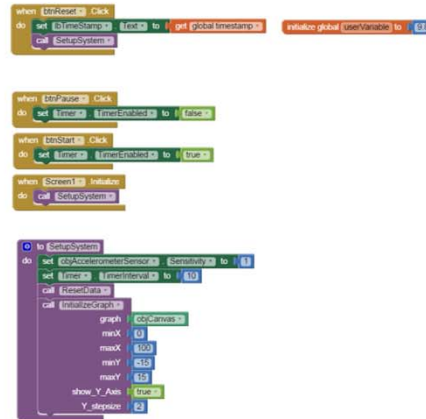 when btnReset Click
do set lbTimeStamp . Text to get global timestamp
call SetupSystem
initialize global userVariable to
when btnPause Click
do set Timer . TimerEnabled to false
when btnStart Click
do set Timer . TimerEnabled to true
when Screen1 Initialize
do call SetupSystem
to SetupSystem
do set objAccelerometerSensor . Sensitivity to 1
set Timer . TimerInterval to 10
call ResetData
call InitializeGraph
graph objCanvas
minX 0
maxX 100
minY -15
maxY 15
show_Y_Axis true
Y_stepsize 2